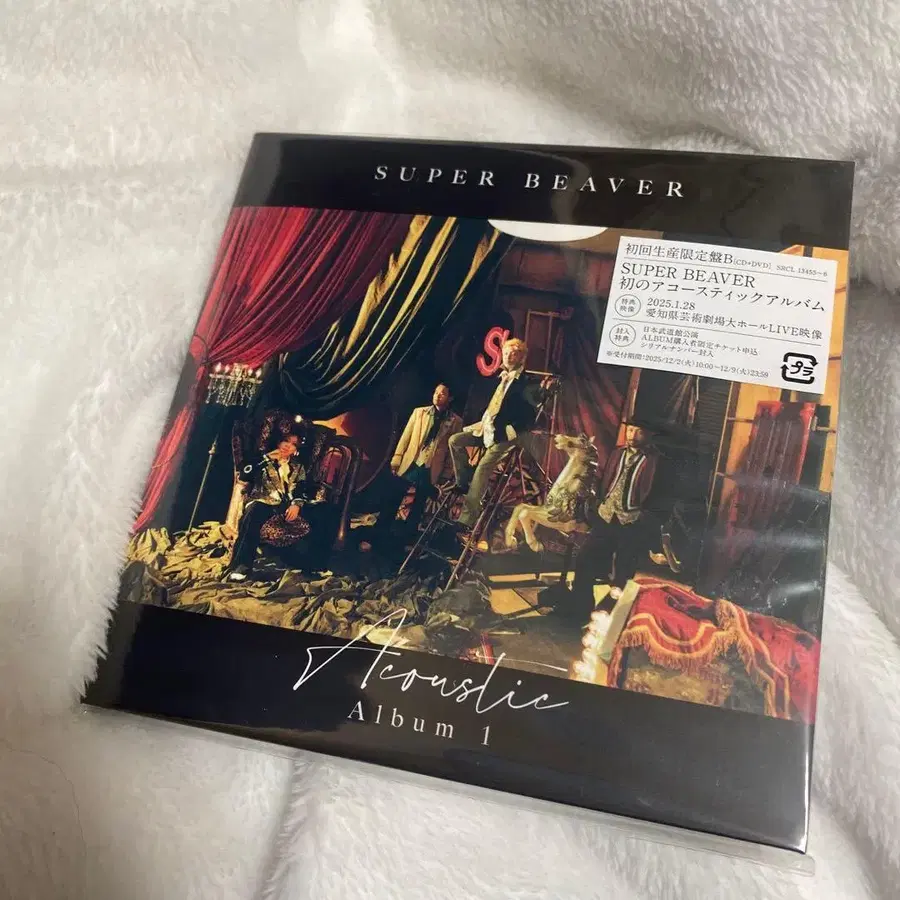 SUPER BEAVER
初回生産限定盤B[CD+DVD] SRCL 13455~6
SUPER BEAVER
初のアコースティックアルバム
特典映像 2025.1.28
愛知県芸術劇場大ホールLIVE映像
封入特典 日本武道館公演
ALBUM購入者限定チケット申込
シリアルナンバー封入
※受付期間:2025/12/2(火)10:00~12/9(火)23:59
プラ
S
Acoustic
Album 1